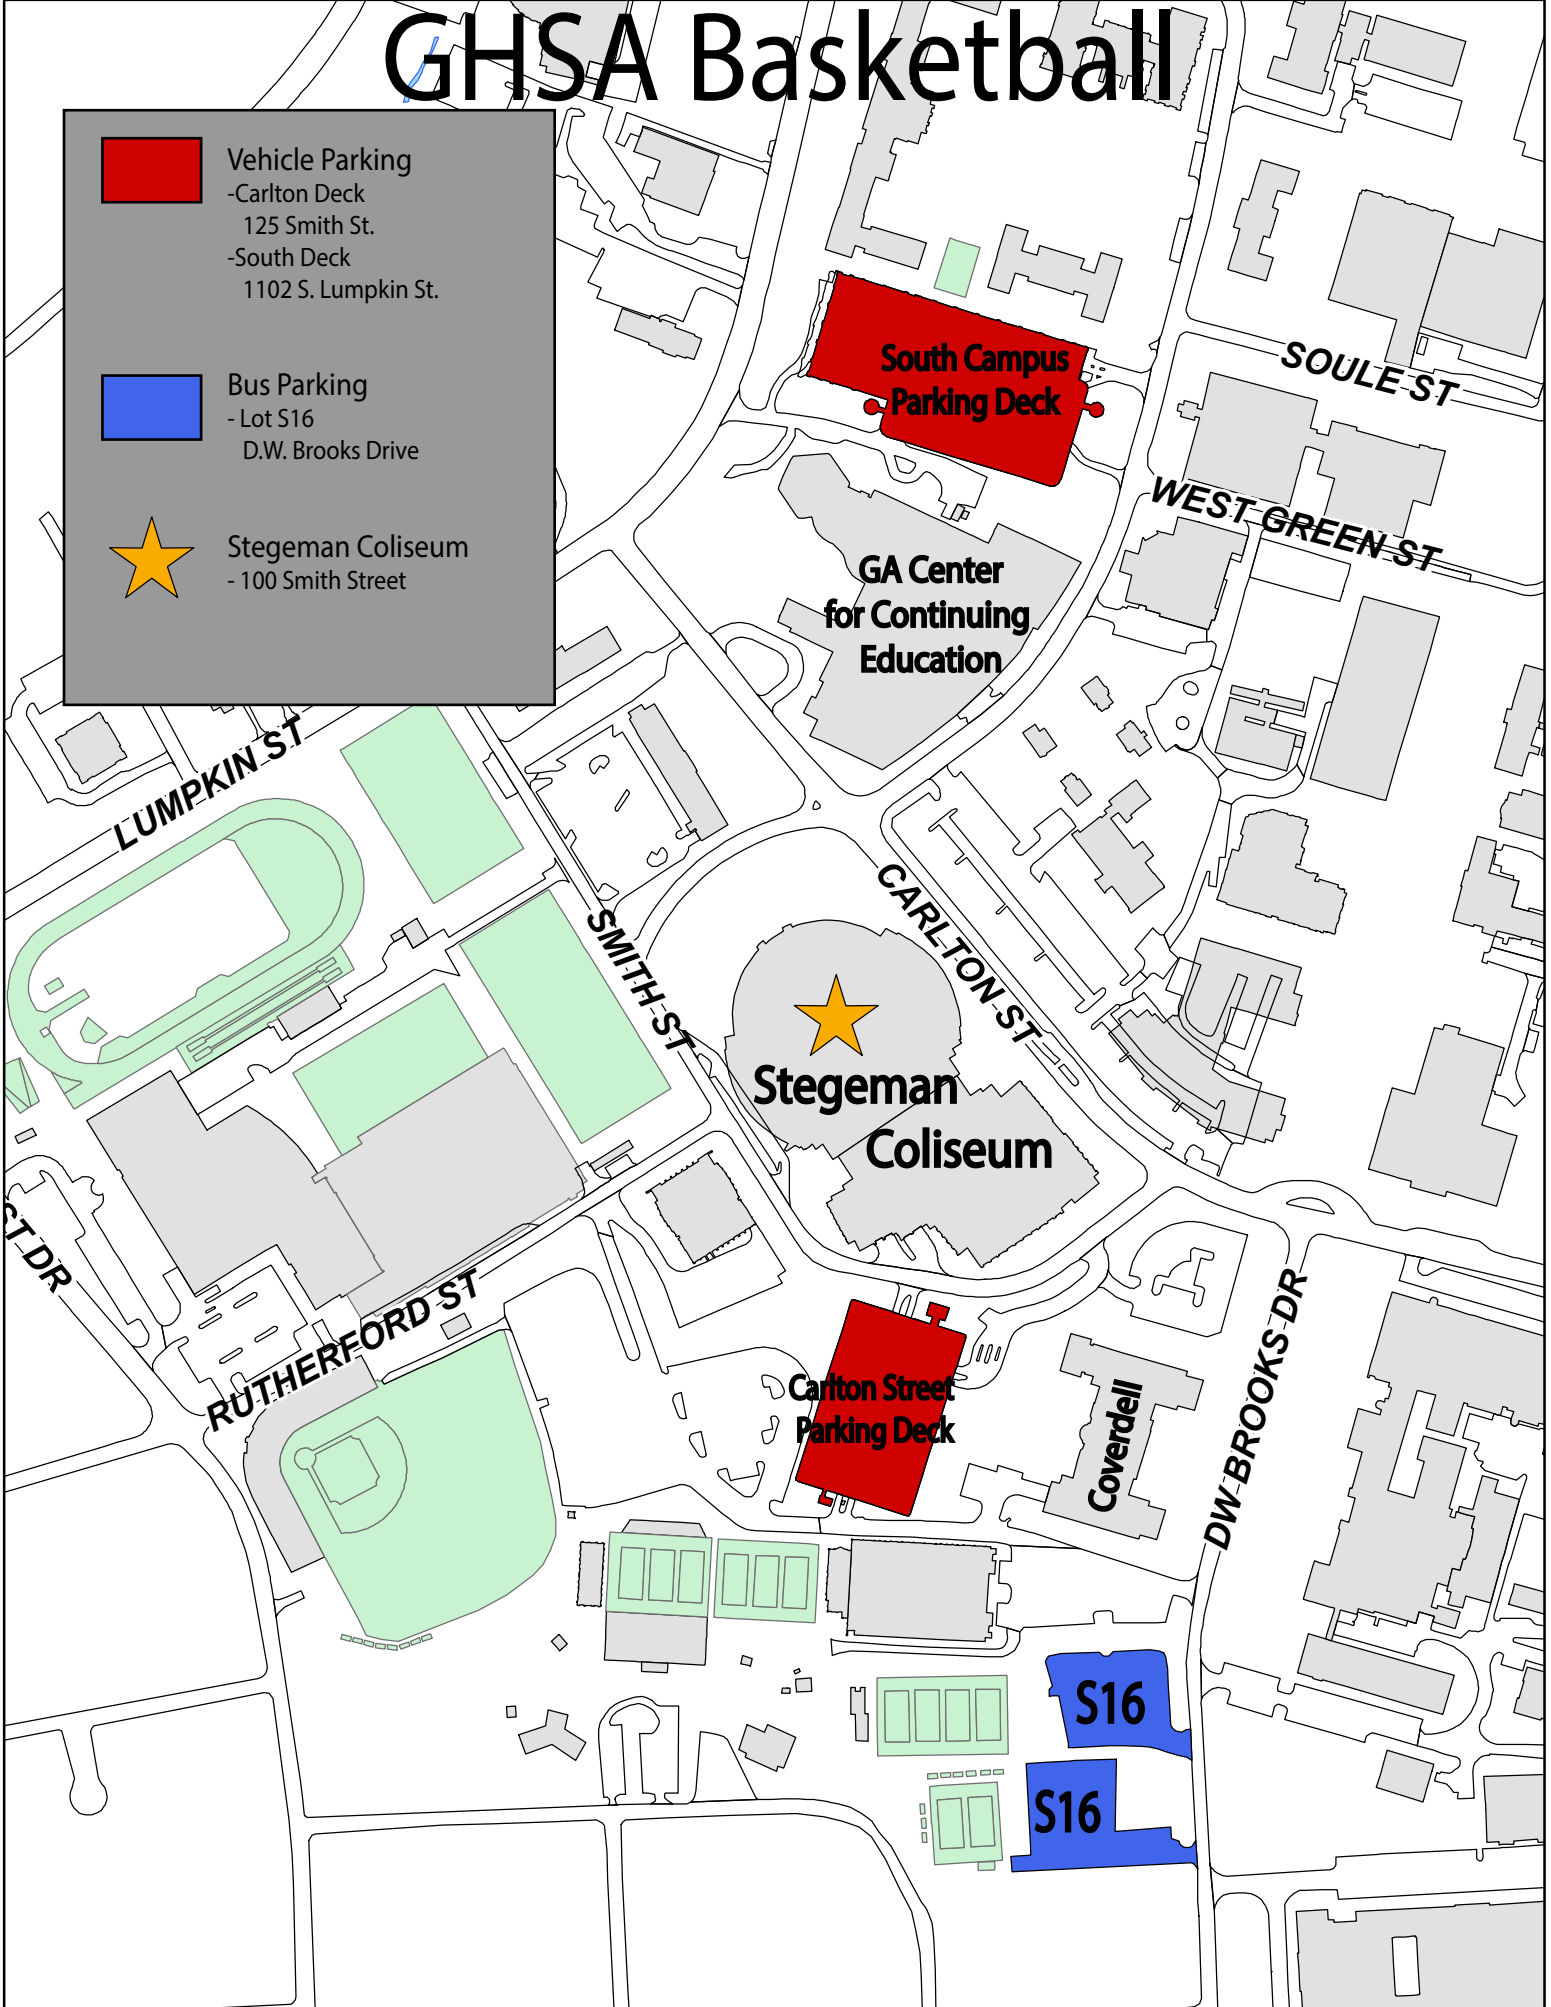 GHSA Basketball
Vehicle Parking
-Carlton Deck
125 Smith St.
-South Deck
1102 S. Lumpkin St.
Bus Parking
- Lot S16
D.W. Brooks Drive
Stegeman Coliseum
- 100 Smith Street
South Campus
Parking Deck
SOULE ST
WEST GREEN ST
GA Center
for Continuing
Education
LUMPKIN ST
SMITH ST
CARLTON ST
Stegeman
Coliseum
ST DR
RUTHERFORD ST
DW BROOKS DR
Carlton Street
Parking Deck
Coverdell
S16
S16